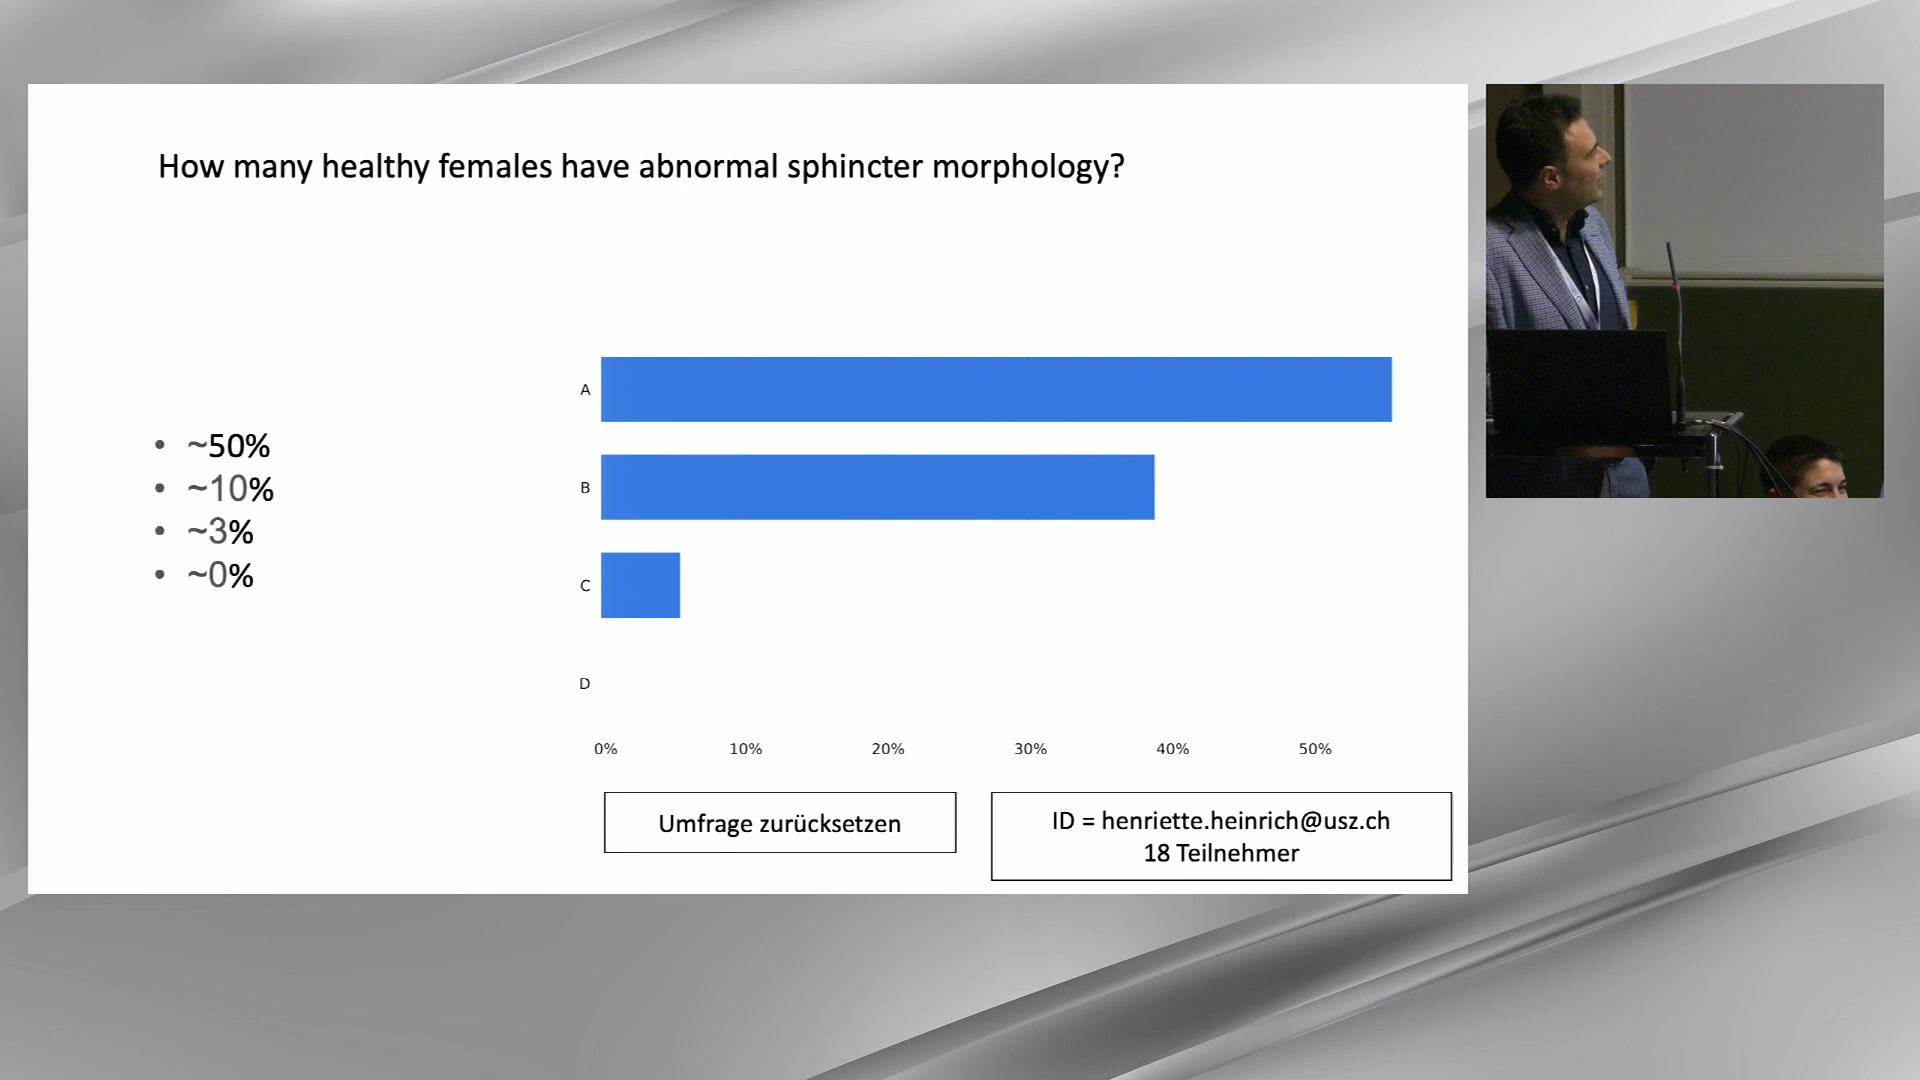 How many healthy females have abnormal sphincter morphology?
• ~50%
• ~10%
• ~3%
• ~0%
A
B
C
D
0% 10% 20% 30% 40% 50%
Umfrage zurücksetzen
ID = henriette.heinrich@usz.ch
18 Teilnehmer